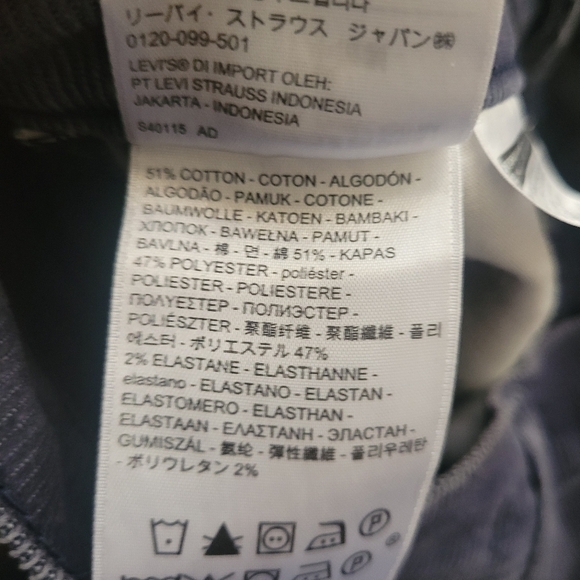 リーバイ・ストラウス ジャパン㈱
0120-099-501
LEVI'S® DI IMPORT OLEH:
PT LEVI STRAUSS INDONESIA
JAKARTA - INDONESIA
S40115 AD
51% COTTON - COTON - ALGODÓN -
ALGODÃO - PAMUK - COTONE -
BAUMWOLLE - KATOEN - BAMBAKI -
ХЛОПОК - BAWEŁNA - PAMUT -
BAVLNA - 棉 - 면 - 綿 51% - KAPAS
47% POLYESTER - poliéster -
POLIESTER - POLIESTERE -
ΠΟΛΥΕΣΤΕΡ - ПОЛИЭСТЕР -
POLIÉSZTER - 聚酯纤维 - 聚酯纖維 - 폴리
에스터 - ポリエステル 47%
2% ELASTANE - ELASTHANNE -
elastano - ELASTANO - ELASTAN -
ELASTOMERO - ELASTHAN -
ELASTAAN - ΕΛΑΣΤΑΝΗ - ЭЛАСТАН -
GUMISZÁL - 氨纶 - 彈性纖維 - 폴리우레탄
- ポリウレタン 2%
P
P